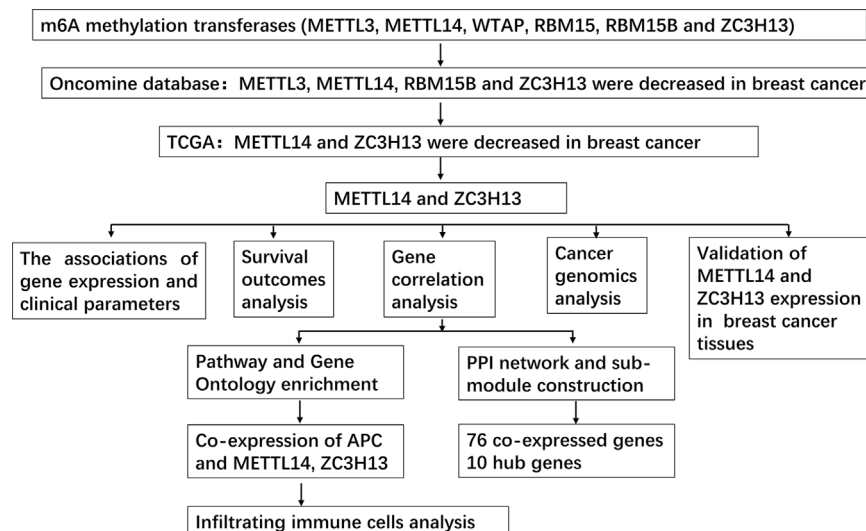 m6A methylation transferases (METTL3, METTL14, WTAP, RBM15, RBM15B and ZC3H13)
Oncomine database: METTL3, METTL14, RBM15B and ZC3H13 were decreased in breast cancer
TCGA: METTL14 and ZC3H13 were decreased in breast cancer
METTL14 and ZC3H13
The associations of
gene expression and
clinical parameters
Survival
outcomes
analysis
Gene
correlation
analysis
Cancer
genomics
analysis
Validation of
METTL14 and
ZC3H13 expression
in breast cancer
tissues
Pathway and Gene
Ontology enrichment
PPI network and sub-
module construction
Co-expression of APC
and METTL14, ZC3H13
76 co-expressed genes
10 hub genes
Infiltrating immune cells analysis